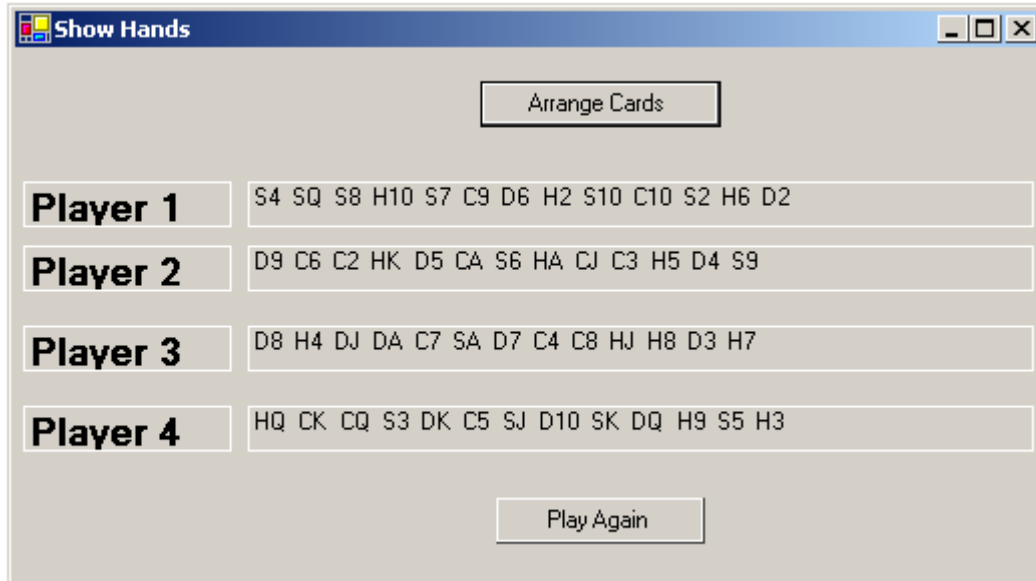 Show Hands
Arrange Cards
Player 1 S4 SQ S8 H10 S7 C9 D6 H2 S10 C10 S2 H6 D2
Player 2 D9 C6 C2 HK D5 CA S6 HA CJ C3 H5 D4 S9
Player 3 D8 H4 DJ DA C7 SA D7 C4 C8 HJ H8 D3 H7
Player 4 HQ CK CQ S3 DK C5 SJ D10 SK DQ H9 S5 H3
Play Again